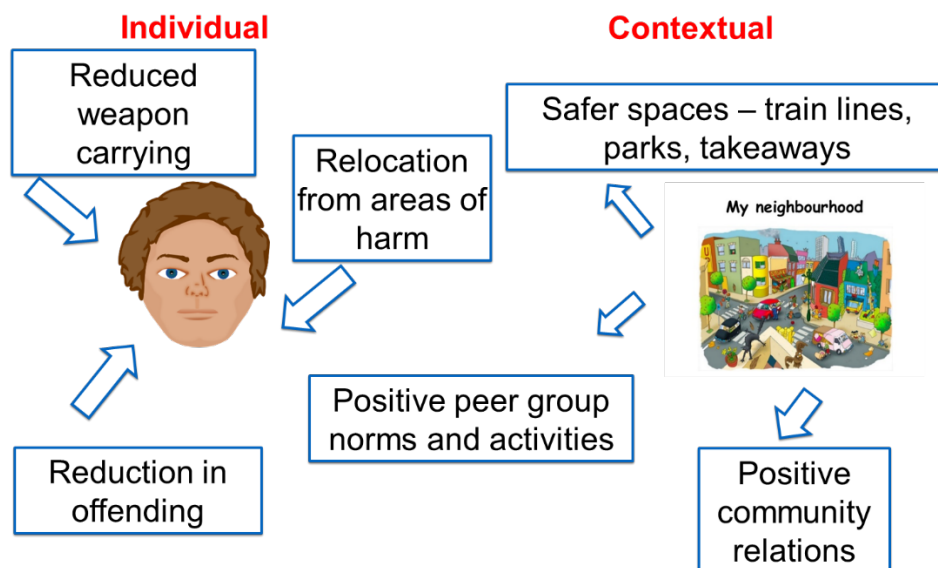 Individual
Contextual
Reduced
weapon
carrying
Relocation
from areas of
harm
Safer spaces – train lines,
parks, takeaways
My neighbourhood
Positive peer group
norms and activities
Reduction in
offending
Positive
community
relations